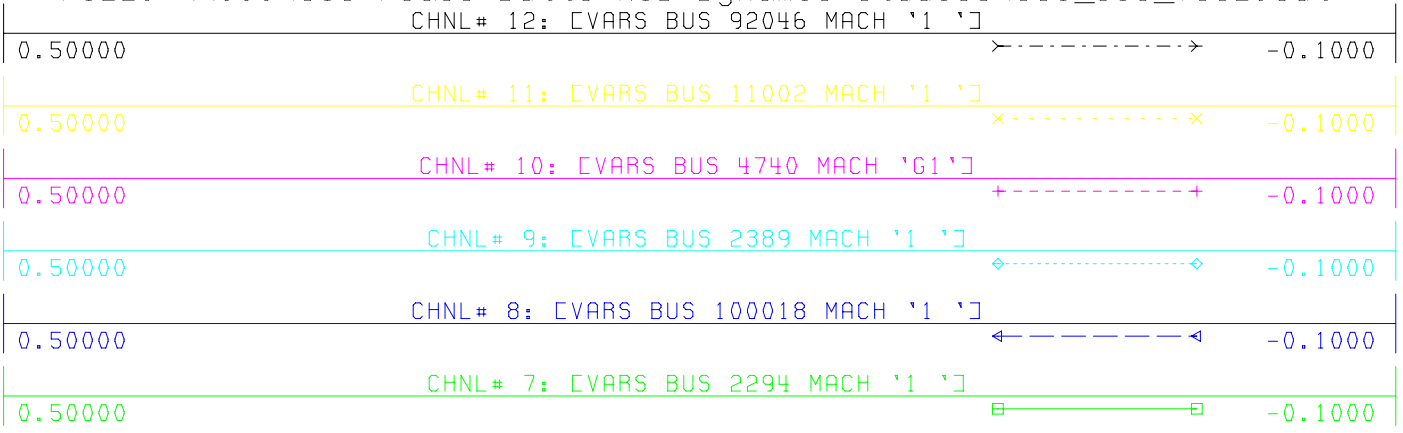 CHNL# 12: [VARS BUS 92046 MACH '1 ']
0.50000 -0.1000
CHNL# 11: [VARS BUS 11002 MACH '1 ']
0.50000 -0.1000
CHNL# 10: [VARS BUS 4740 MACH 'G1']
0.50000 -0.1000
CHNL# 9: [VARS BUS 2389 MACH '1 ']
0.50000 -0.1000
CHNL# 8: [VARS BUS 100018 MACH '1 ']
0.50000 -0.1000
CHNL# 7: [VARS BUS 2294 MACH '1 ']
0.50000 -0.1000